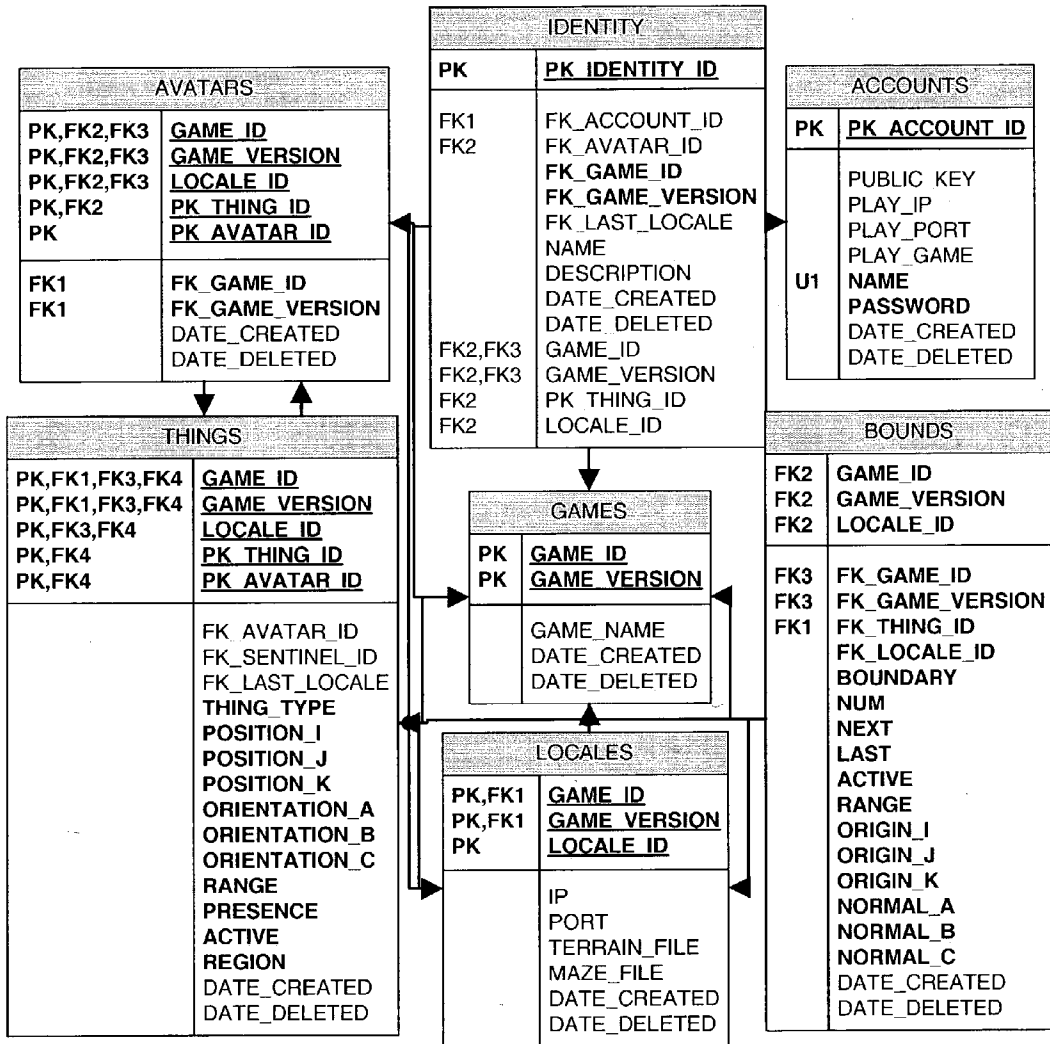 IDENTITY
PK PK_IDENTITY_ID
FK1 FK_ACCOUNT_ID
FK2 FK_AVATAR_ID
FK_GAME_ID
FK_GAME_VERSION
FK_LAST_LOCALE
NAME
DESCRIPTION
DATE_CREATED
DATE_DELETED
FK2,FK3 GAME_ID
FK2,FK3 GAME_VERSION
FK2 PK_THING_ID
FK2 LOCALE_ID
AVATARS
PK,FK2,FK3 GAME_ID
PK,FK2,FK3 GAME_VERSION
PK,FK2,FK3 LOCALE_ID
PK,FK2 PK_THING_ID
PK PK_AVATAR_ID
FK1 FK_GAME_ID
FK1 FK_GAME_VERSION
DATE_CREATED
DATE_DELETED
ACCOUNTS
PK PK_ACCOUNT_ID
PUBLIC_KEY
PLAY_IP
PLAY_PORT
PLAY_GAME
U1 NAME
PASSWORD
DATE_CREATED
DATE_DELETED
THINGS
PK,FK1,FK3,FK4 GAME_ID
PK,FK1,FK3,FK4 GAME_VERSION
PK,FK3,FK4 LOCALE_ID
PK,FK4 PK_THING_ID
PK,FK4 PK_AVATAR_ID
FK_AVATAR_ID
FK_SENTINEL_ID
FK_LAST_LOCALE
THING_TYPE
POSITION_I
POSITION_J
POSITION_K
ORIENTATION_A
ORIENTATION_B
ORIENTATION_C
RANGE
PRESENCE
ACTIVE
REGION
DATE_CREATED
DATE_DELETED
GAMES
PK GAME_ID
PK GAME_VERSION
GAME_NAME
DATE_CREATED
DATE_DELETED
LOCALES
PK,FK1 GAME_ID
PK,FK1 GAME_VERSION
PK LOCALE_ID
IP
PORT
TERRAIN_FILE
MAZE_FILE
DATE_CREATED
DATE_DELETED
BOUNDS
FK2 GAME_ID
FK2 GAME_VERSION
FK2 LOCALE_ID
FK3 FK_GAME_ID
FK3 FK_GAME_VERSION
FK1 FK_THING_ID
FK_LOCALE_ID
BOUNDARY
NUM
NEXT
LAST
ACTIVE
RANGE
ORIGIN_I
ORIGIN_J
ORIGIN_K
NORMAL_A
NORMAL_B
NORMAL_C
DATE_CREATED
DATE_DELETED